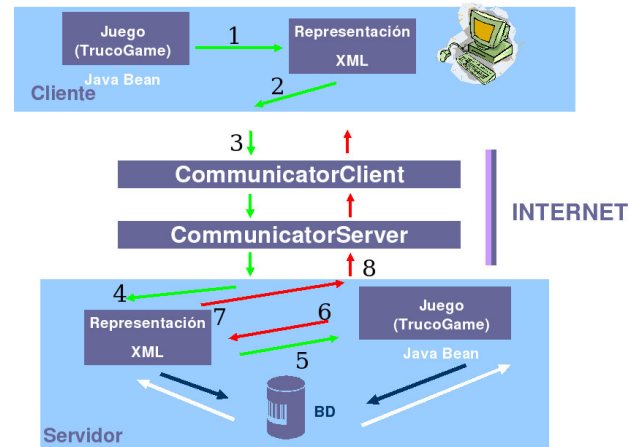 Juego
(TrucoGame)
1
Representación
XML
Java Bean
Cliente
2
3
CommunicatorClient
INTERNET
CommunicatorServer
8
4
7
6
Representación
XML
Juego
(TrucoGame)
5
Java Bean
BD
Servidor